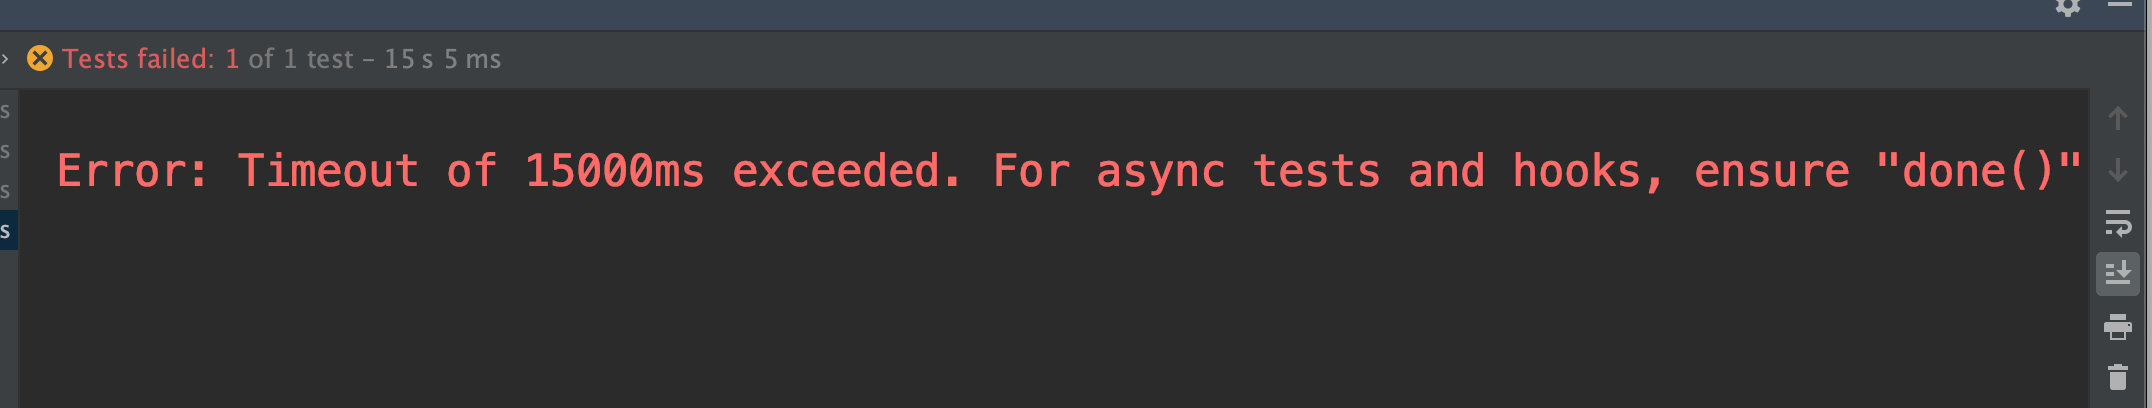 Tests failed: 1 of 1 test – 15 s 5 ms
s
s
Error: Timeout of 15000ms exceeded. For async tests and hooks, ensure "done()"
s
s